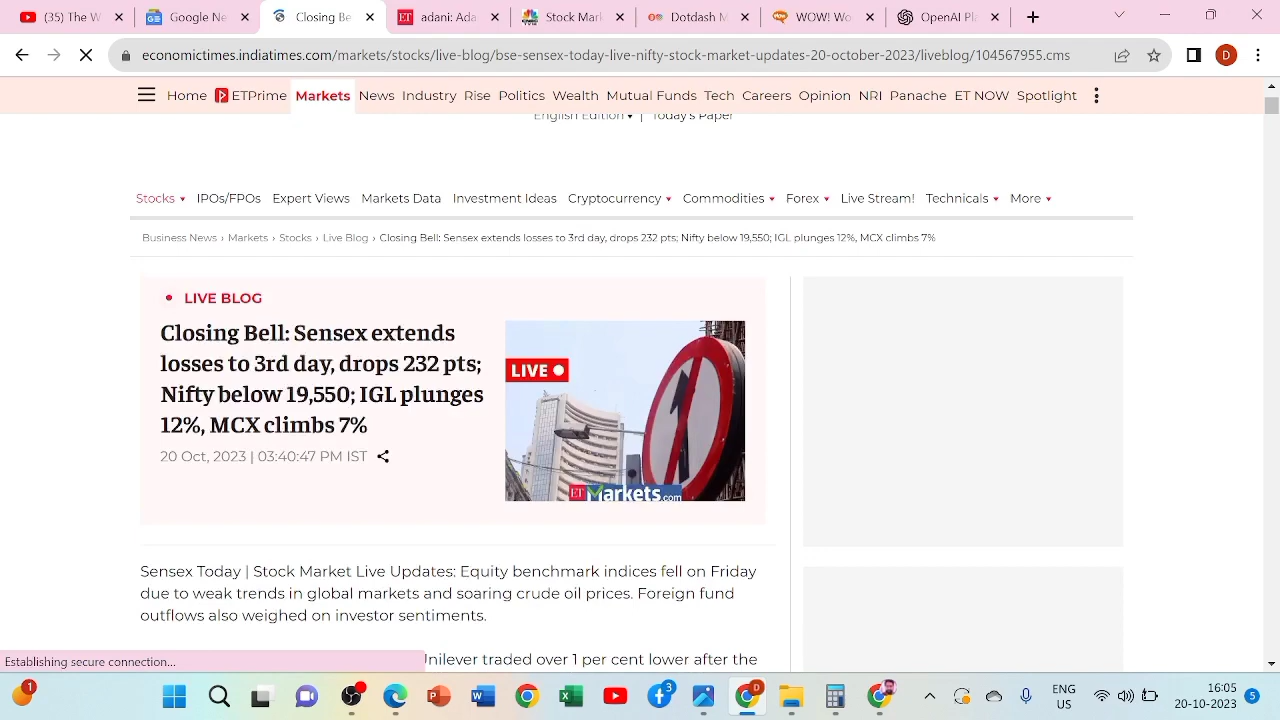 (35) The W
Google Ne
Closing Be
adani: Ada
Stock Mar
Dotdash M
WOW! Wo
OpenAI Pla
economictimes.indiatimes.com/markets/stocks/live-blog/bse-sensex-today-live-nifty-stock-market-updates-20-october-2023/liveblog/104567955.cms
D
Home ETPrime Markets News Industry Rise Politics Wealth Mutual Funds Tech Careers Opinion NRI Panache ET NOW Spotlight
English Edition | Today's Paper
Stocks IPOs/FPOs Expert Views Markets Data Investment Ideas Cryptocurrency Commodities Forex Live Stream! Technicals More
Business News › Markets › Stocks › Live Blog › Closing Bell: Sensex extends losses to 3rd day, drops 232 pts; Nifty below 19,550; IGL plunges 12%, MCX climbs 7%
LIVE BLOG
Closing Bell: Sensex extends
losses to 3rd day, drops 232 pts;
Nifty below 19,550; IGL plunges
12%, MCX climbs 7%
20 Oct, 2023 | 03:40:47 PM IST
LIVE
ET Markets.com
Sensex Today | Stock Market Live Updates: Equity benchmark indices fell on Friday
due to weak trends in global markets and soaring crude oil prices. Foreign fund
outflows also weighed on investor sentiments.
Unilever traded over 1 per cent lower after the
Establishing secure connection...
1
3
D
ENG
US
16:05
20-10-2023
5